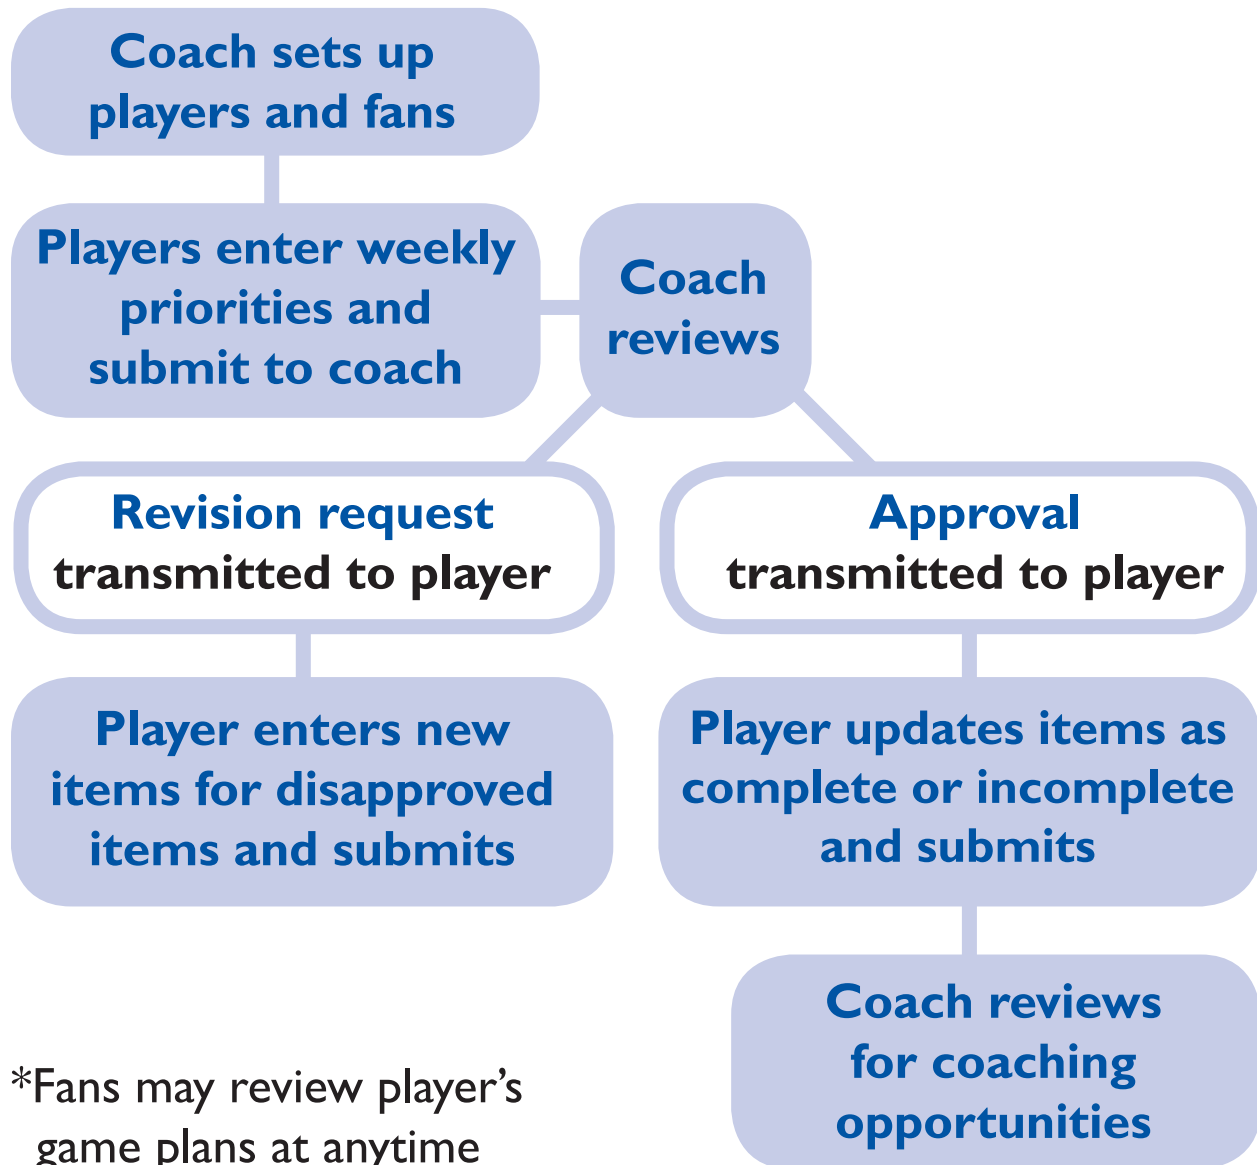 Coach sets up
players and fans
Players enter weekly
priorities and
submit to coach
Coach
reviews
Revision request
transmitted to player
Approval
transmitted to player
Player enters new
items for disapproved
items and submits
Player updates items as
complete or incomplete
and submits
Coach reviews
for coaching
opportunities
*Fans may review player’s
game plans at anytime